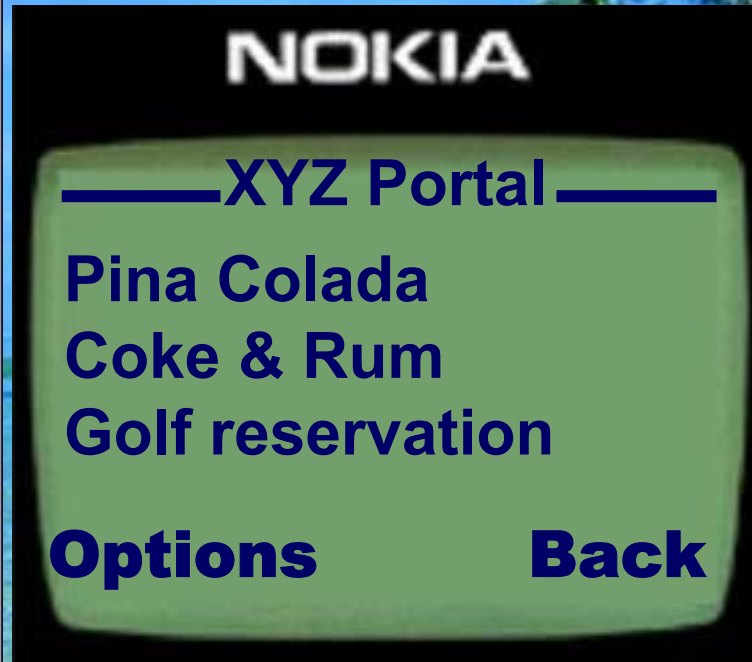 NOKIA
XYZ Portal
Pina Colada
Coke & Rum
Golf reservation
Options Back